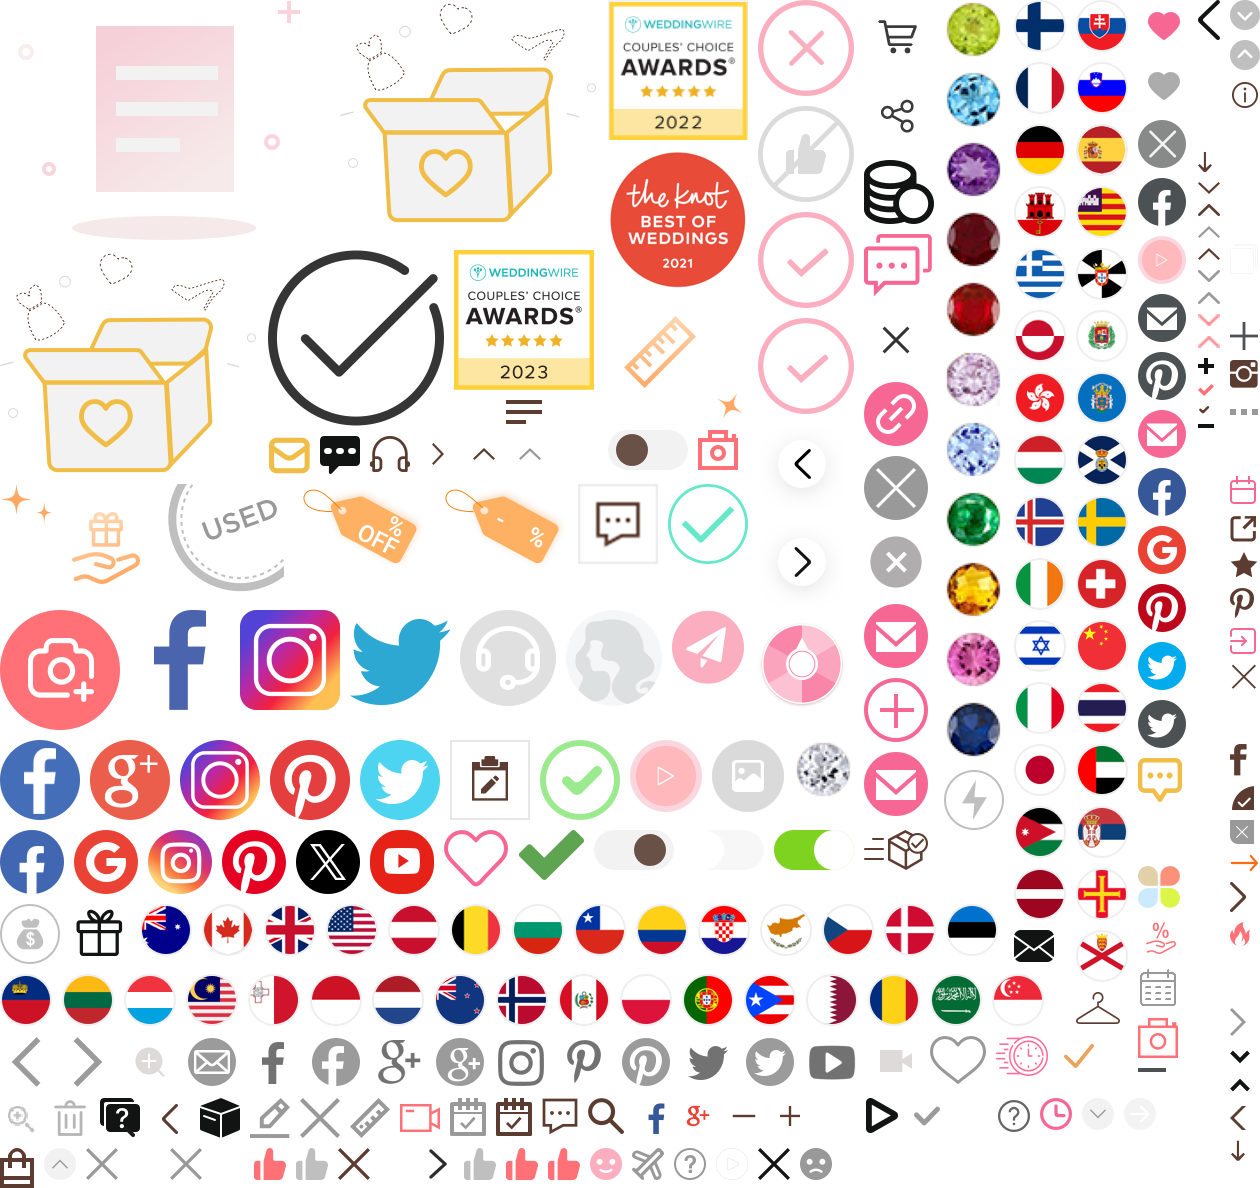 WEDDINGWIRE
COUPLES' CHOICE
AWARDS®
2022
the knot
BEST OF
WEDDINGS
2021
WEDDINGWIRE
COUPLES' CHOICE
AWARDS®
2023
USED
%
OFF
- %
g+
G
G
g+
g+
g+
%